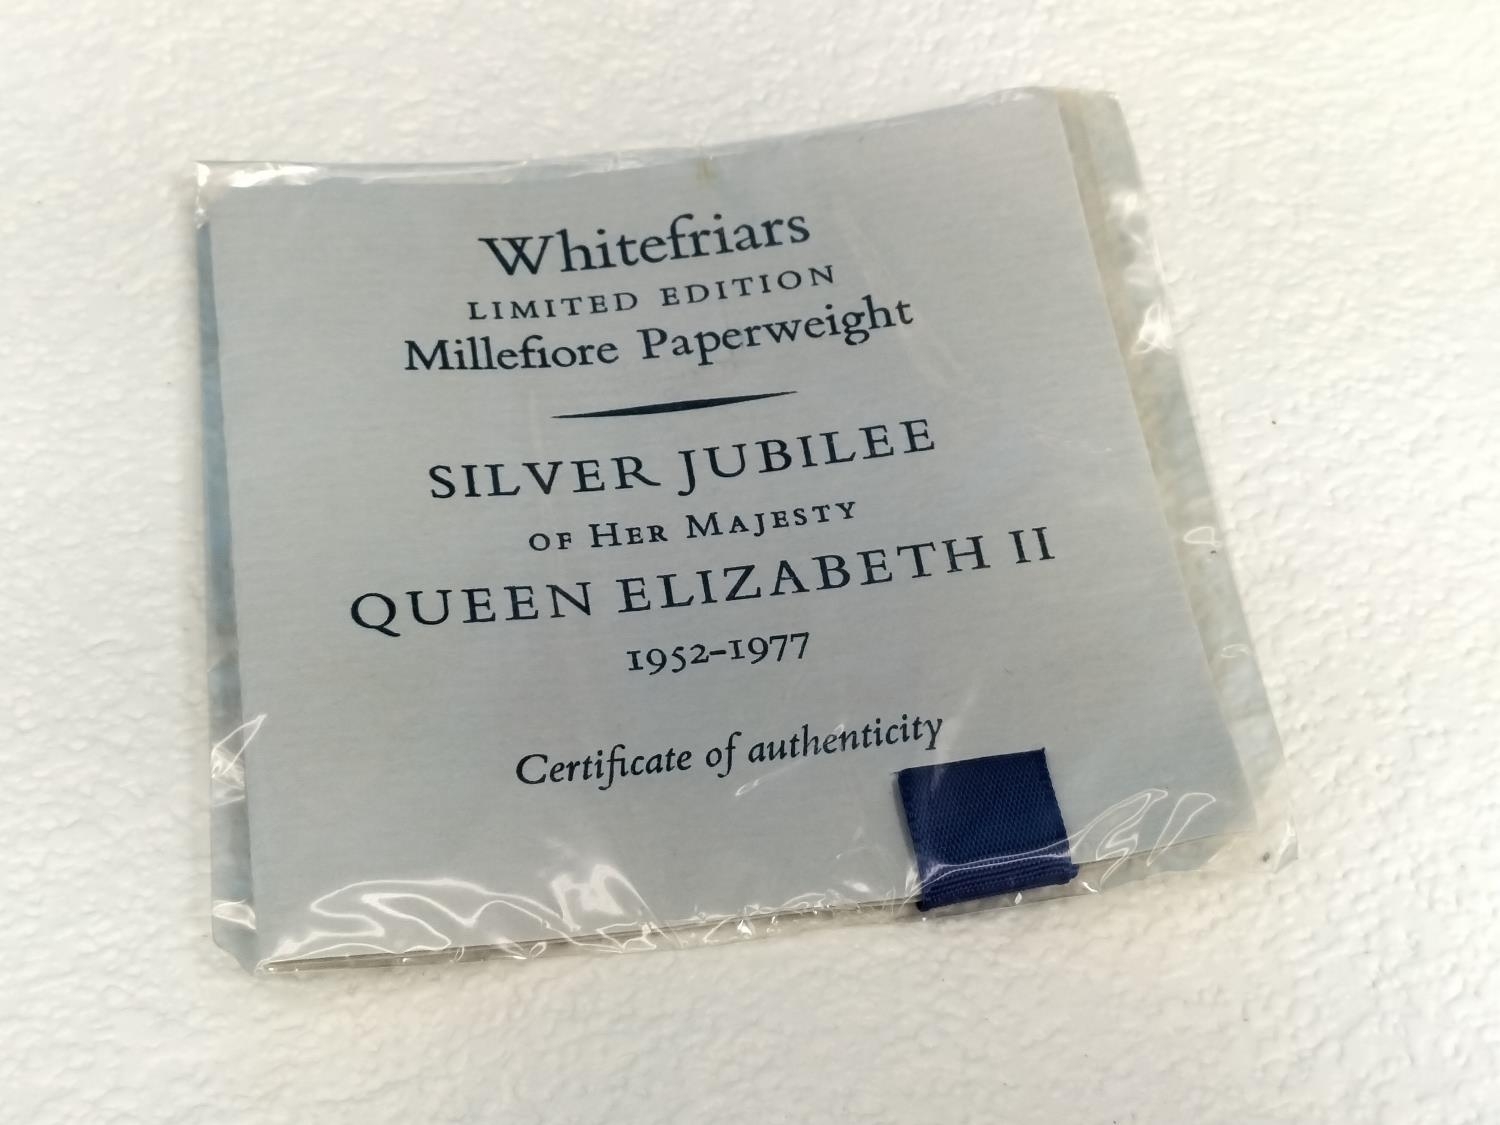 Whitefriars
LIMITED EDITION
Millefiore Paperweight
SILVER JUBILEE
OF HER MAJESTY
QUEEN ELIZABETH II
1952–1977
Certificate of authenticity